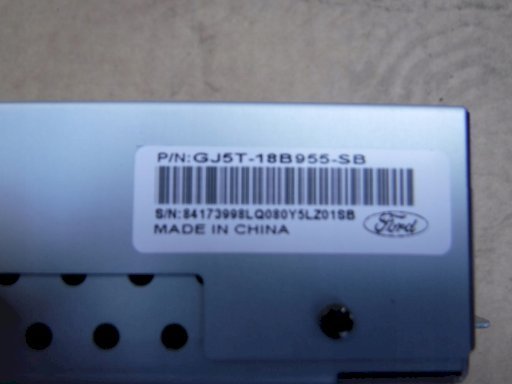 P/N:GJ5T-18B955-SB
S/N:84173998LQ080Y5LZ01SB
MADE IN CHINA
Ford